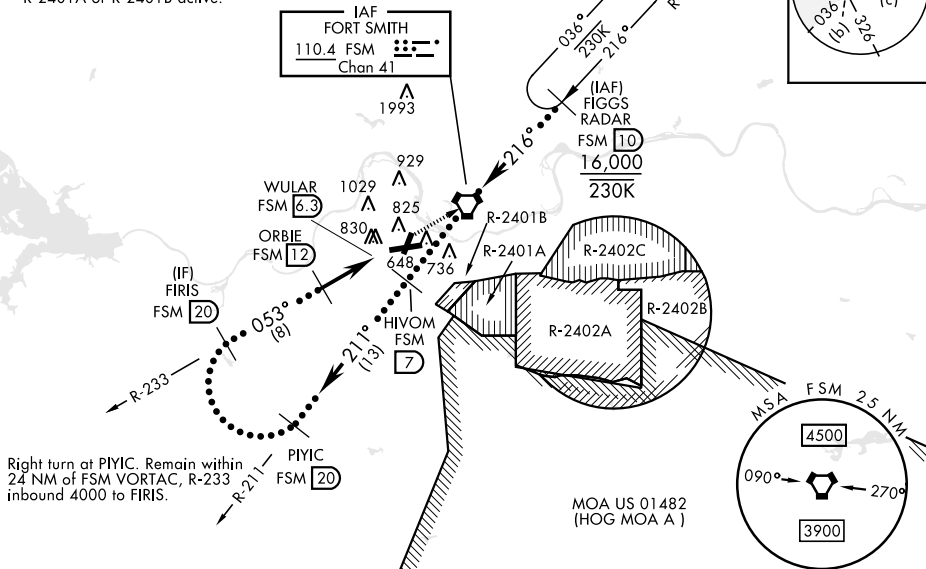 R-2401A or R-2401B active.
IAF
FORT SMITH
110.4 FSM
Chan 41
1993
036°
230K
216°
R
036
(b)
326
(c)
(IAF)
FIGGS
RADAR
FSM 10
16,000
230K
216°
929
1029
825
830
648
736
WULAR
FSM 6.3
ORBIE
FSM 12
(IF)
FIRIS
FSM 20
053°
(8)
R-233
HIVOM
FSM
7
211°
(13)
R-2401B
R-2401A
R-2402C
R-2402B
R-2402A
PIYIC
FSM 20
R-211
Right turn at PIYIC. Remain within
24 NM of FSM VORTAC, R-233
inbound 4000 to FIRIS.
MOA US 01482
(HOG MOA A )
MSA FSM 25 NM
4500
090°
270°
3900